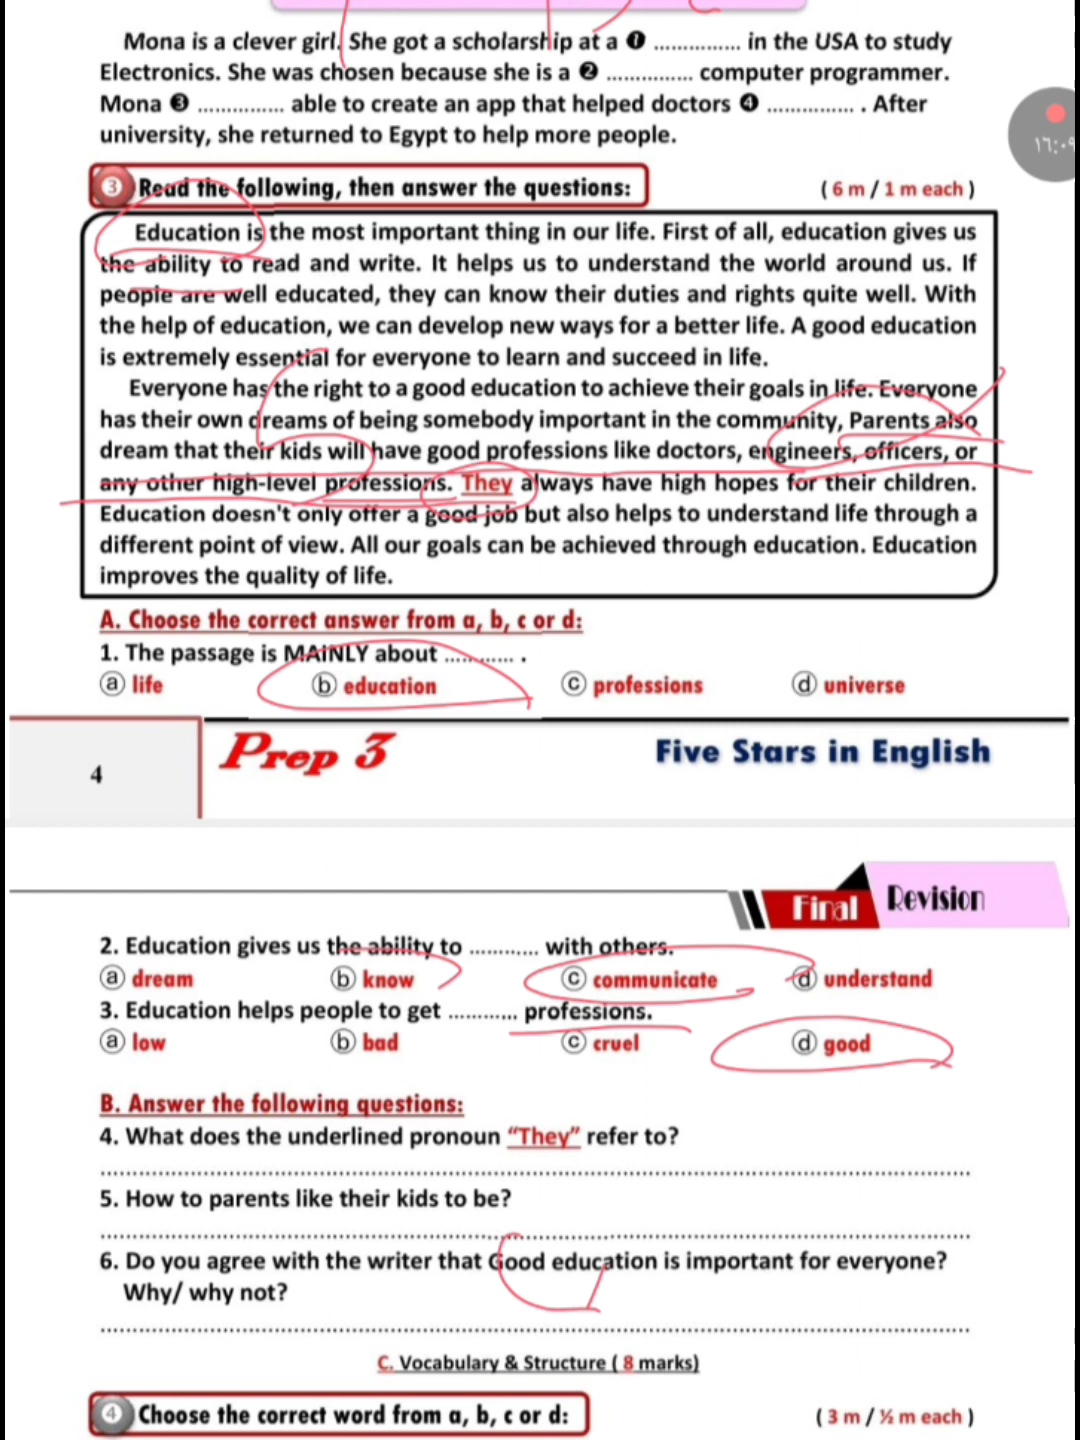 Mona is a clever girl. She got a scholarship at a ❶ ............... in the USA to study
Electronics. She was chosen because she is a ❷ ............... computer programmer.
Mona ❸ ............... able to create an app that helped doctors ❹ ............... . After
university, she returned to Egypt to help more people.
١٦:٠٩
3 Read the following, then answer the questions: ( 6 m / 1 m each )
Education is the most important thing in our life. First of all, education gives us
the ability to read and write. It helps us to understand the world around us. If
people are well educated, they can know their duties and rights quite well. With
the help of education, we can develop new ways for a better life. A good education
is extremely essential for everyone to learn and succeed in life.
Everyone has the right to a good education to achieve their goals in life. Everyone
has their own dreams of being somebody important in the community, Parents also
dream that their kids will have good professions like doctors, engineers, officers, or
any other high-level professions. They always have high hopes for their children.
Education doesn't only offer a good job but also helps to understand life through a
different point of view. All our goals can be achieved through education. Education
improves the quality of life.
A. Choose the correct answer from a, b, c or d:
1. The passage is MAINLY about ............ .
ⓐ life ⓑ education ⓒ professions ⓓ universe
4 Prep 3 Five Stars in English
Final Revision
2. Education gives us the ability to ............ with others.
ⓐ dream ⓑ know ⓒ communicate ⓓ understand
3. Education helps people to get ............ professions.
ⓐ low ⓑ bad ⓒ cruel ⓓ good
B. Answer the following questions:
4. What does the underlined pronoun “They” refer to?
5. How to parents like their kids to be?
6. Do you agree with the writer that Good education is important for everyone?
Why/ why not?
C. Vocabulary & Structure ( 8 marks)
4 Choose the correct word from a, b, c or d: ( 3 m / ½ m each )